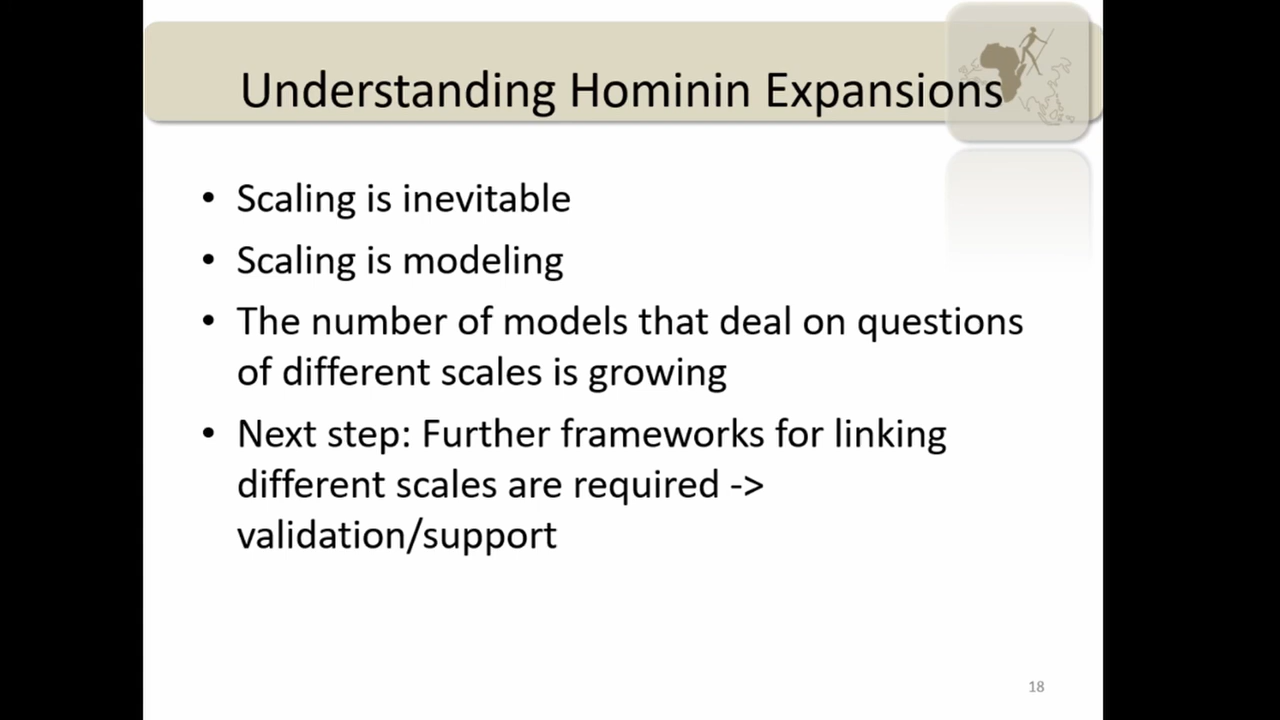 Understanding Hominin Expansions
• Scaling is inevitable
• Scaling is modeling
• The number of models that deal on questions
of different scales is growing
• Next step: Further frameworks for linking
different scales are required ->
validation/support
18